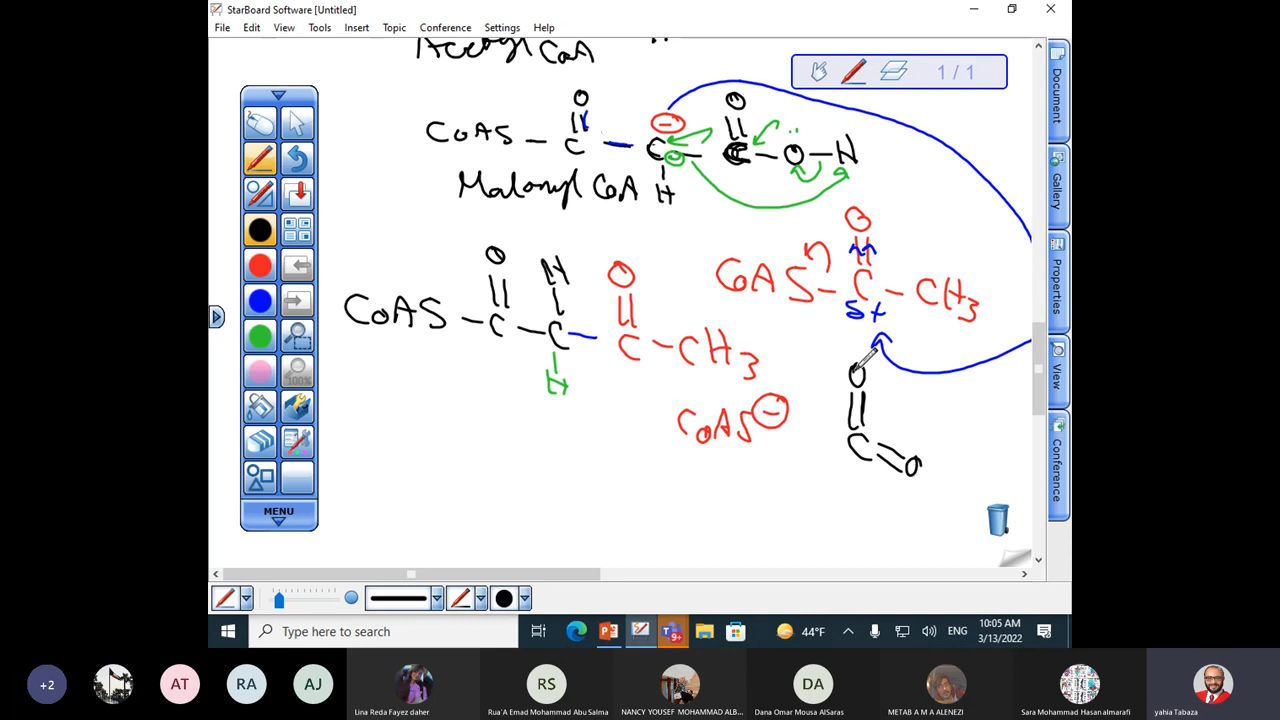 StarBoard Software [Untitled]
File Edit View Tools Insert Topic Conference Settings Help
Acetyl CoA
1 / 1
MENU
O O
CoAS - C - C - C - O - H
H
Malonyl CoA
O H O
CoAS - C - C - C - CH3
H
O
CoAS - C - CH3
δ+
CoAS -
O
C
O
Document
Gallery
Properties
View
Conference
100%
Type here to search
9+
44°F
ENG
10:05 AM
3/13/2022
+2
AT
RA
AJ
Lina Reda Fayez daher
RS
Rua'A Emad Mohammad Abu Salma
NANCY YOUSEF MOHAMMAD ALB...
DA
Dana Omar Mousa AlSaras
METAB A M A ALENEZI
Sara Mohammad Hasan almarafi
yahia Tabaza